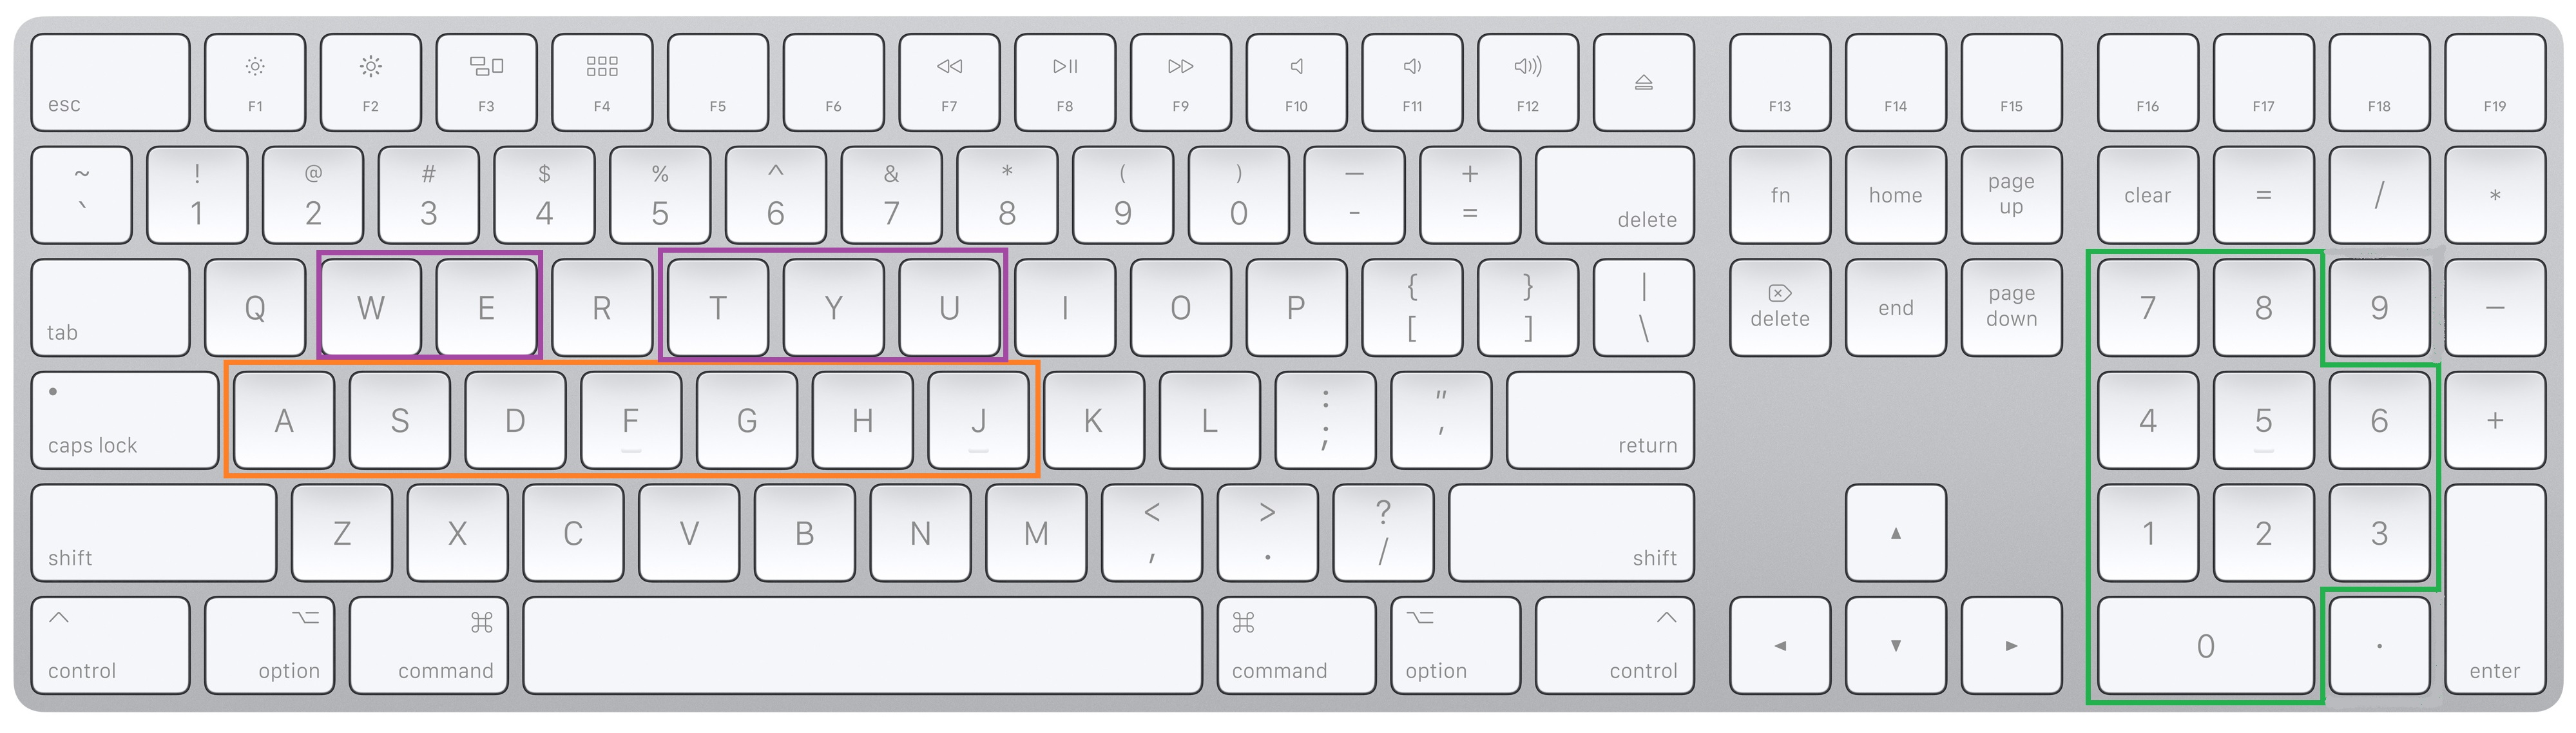 esc F1 F2 F3 F4 F5 F6 F7 F8 F9 F10 F11 F12 F13 F14 F15 F16 F17 F18 F19
~ ! @ # $ % ^ & * ( ) — +
` 1 2 3 4 5 6 7 8 9 0 - = delete fn home page up clear = / *
tab Q W E R T Y U I O P { [ } ] | \ delete end page down 7 8 9 —
caps lock A S D F G H J K L : ; " ' return 4 5 6 +
shift Z X C V B N M < , > . ? / shift 1 2 3
control option command command option control 0 . enter